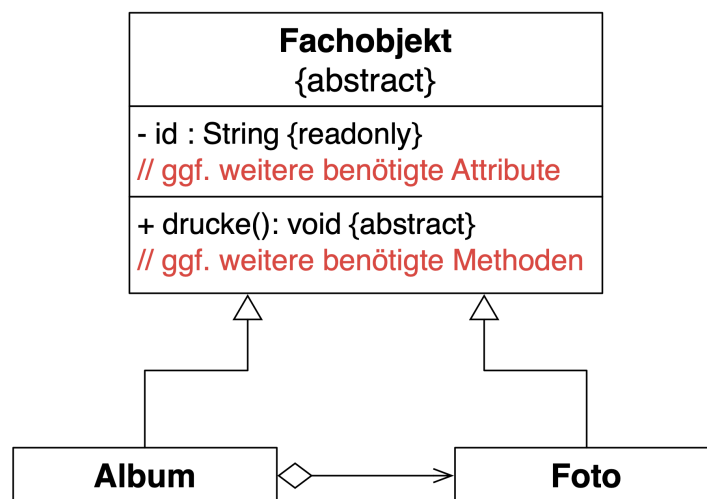 Fachobjekt
{abstract}
- id : String {readonly}
// ggf. weitere benötigte Attribute
+ drucke(): void {abstract}
// ggf. weitere benötigte Methoden
Album
Foto